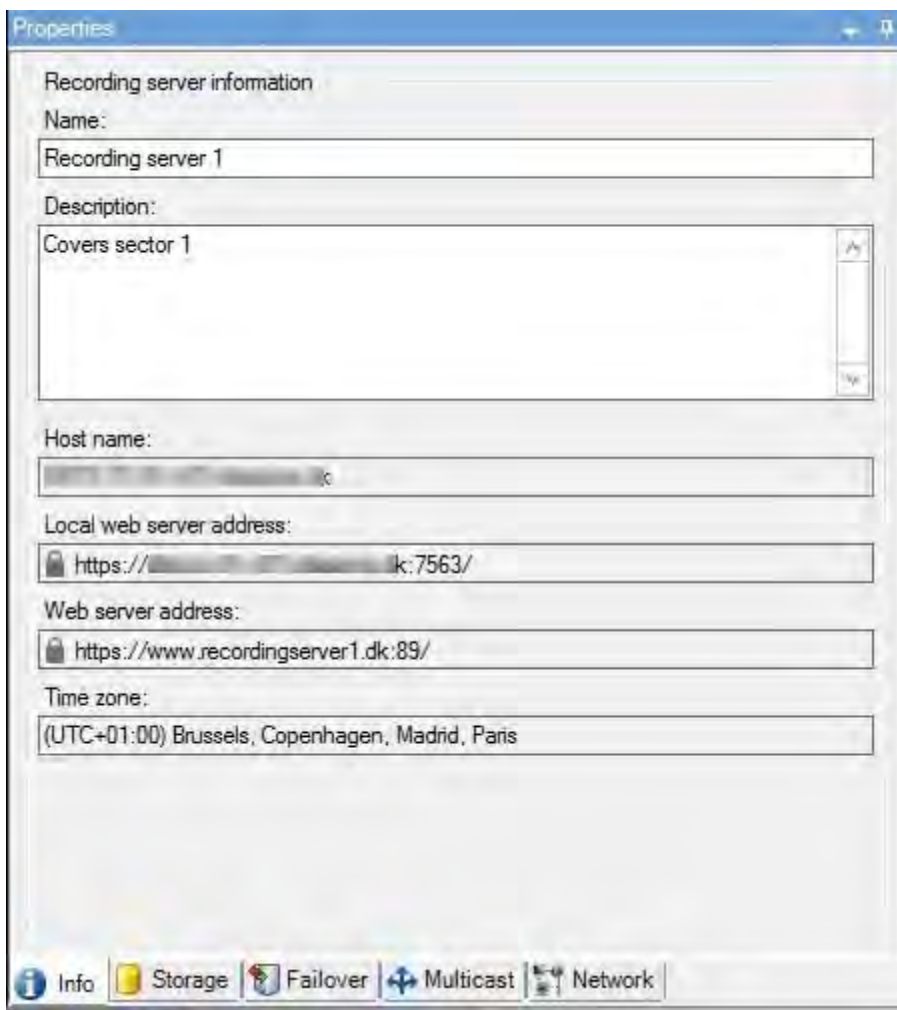 Properties
Recording server information
Name:
Recording server 1
Description:
Covers sector 1
Host name:
Local web server address:
https:// k:7563/
Web server address:
https://www.recordingserver1.dk:89/
Time zone:
(UTC+01:00) Brussels, Copenhagen, Madrid, Paris
Info Storage Failover Multicast Network